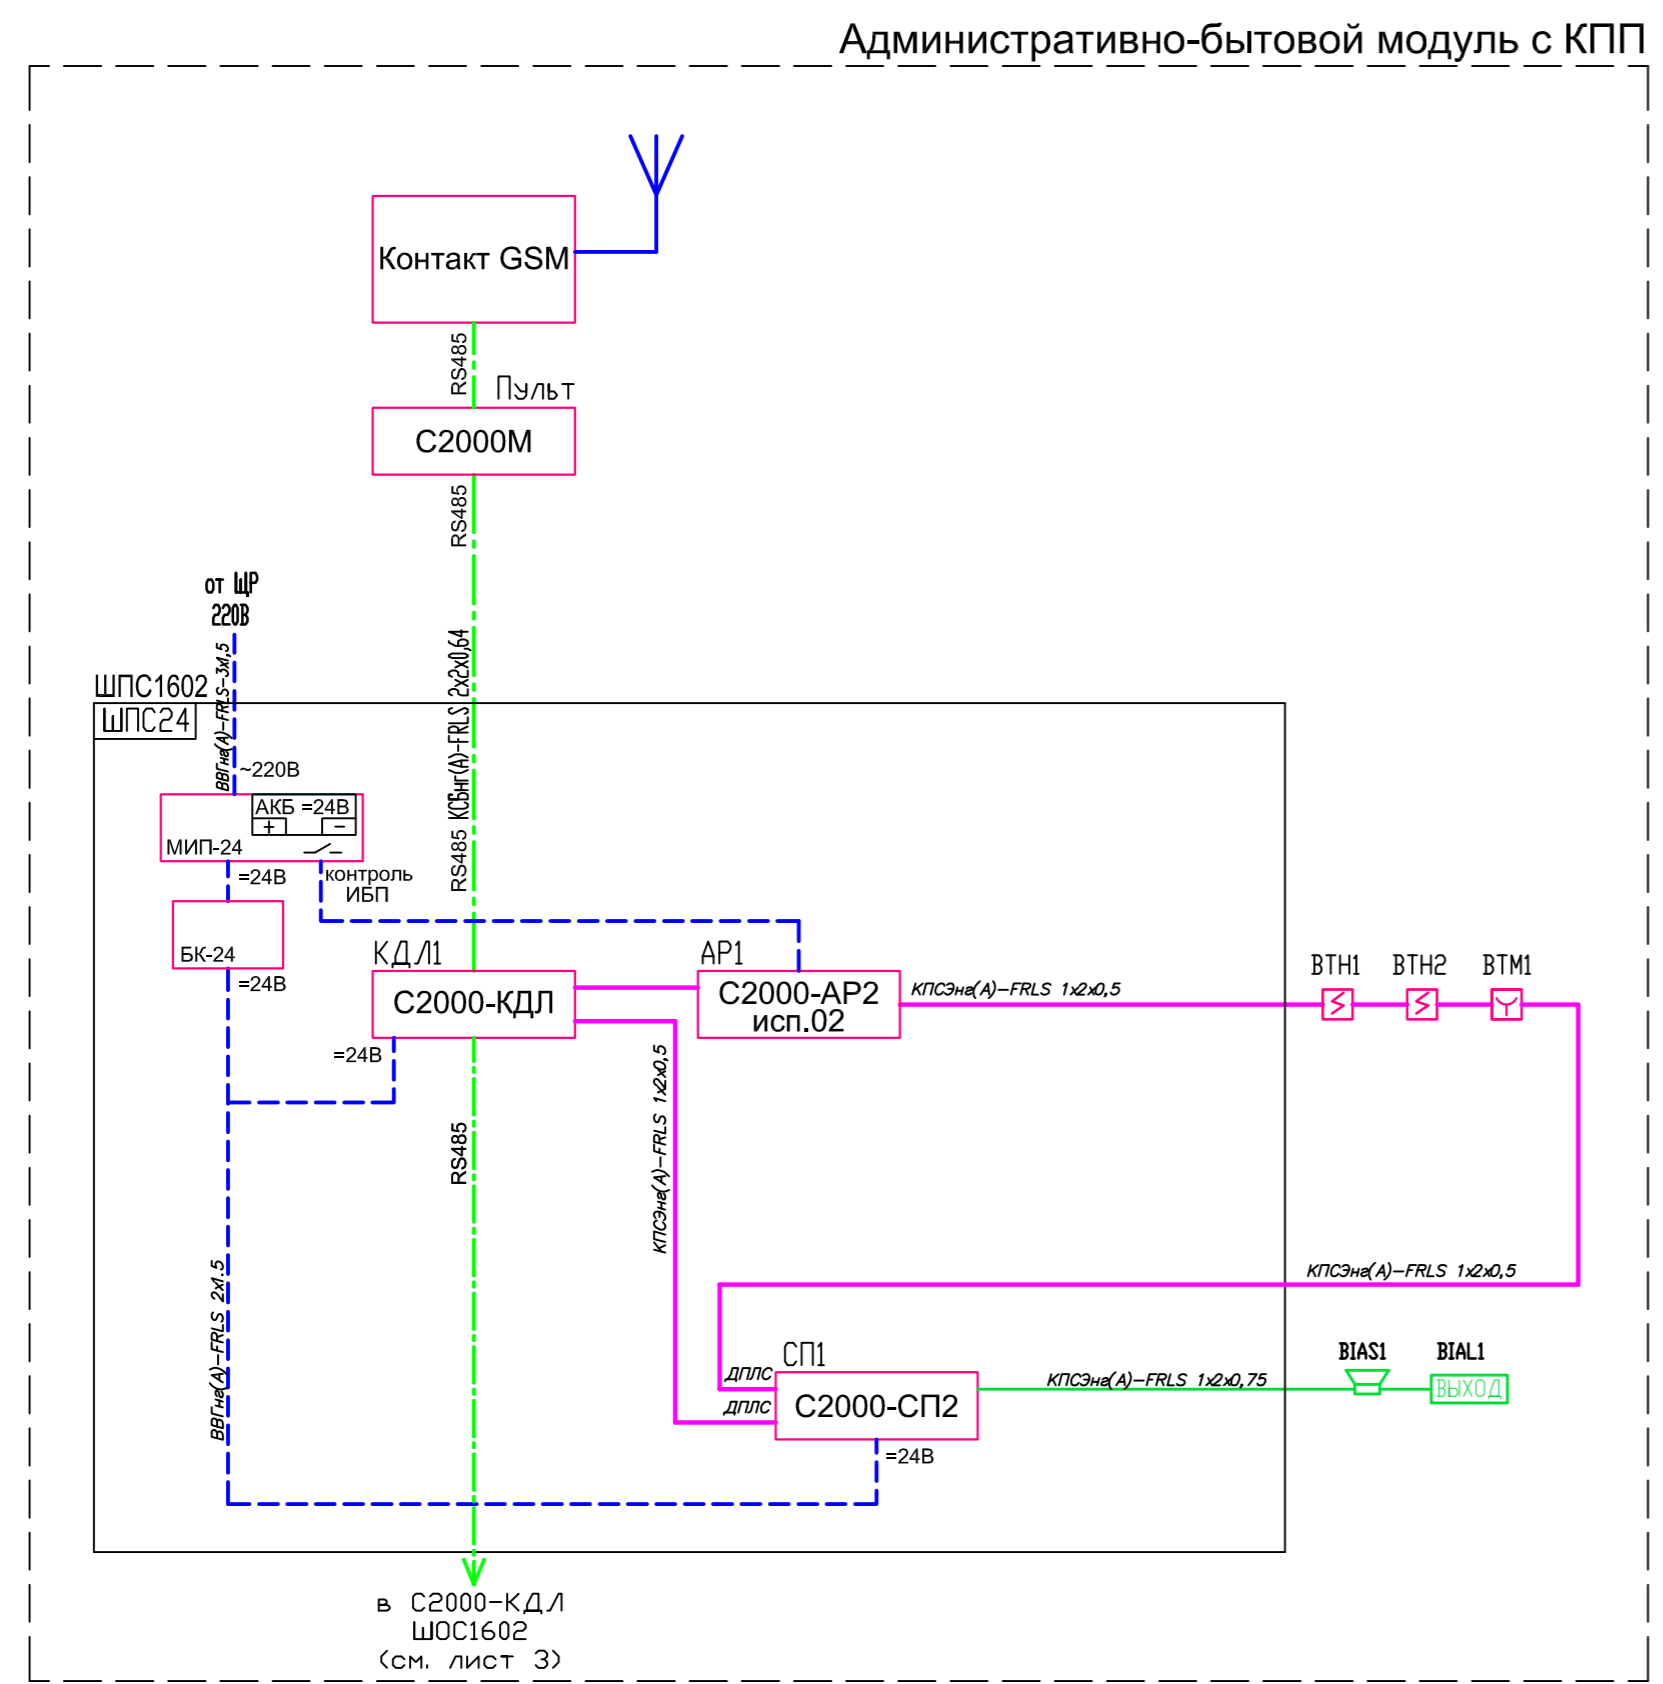 Административно-бытовой модуль с КПП
Контакт GSM
RS485
Пульт
С2000М
RS485
от ЩР
220В
ВВГнг(А)-FRLS-3х1,5
КСБнг(А)-FRLS 2х2х0,64
ШПС1602
ШПС24
~220В
АКБ =24В
+ −
МИП-24
=24В
контроль
ИБП
RS485
БК-24
=24В
КДЛ1
С2000-КДЛ
=24В
АР1
С2000-АР2
исп.02
КПСЭнг(А)-FRLS 1х2х0,5
ВТН1
ВТН2
ВТМ1
КПСЭнг(А)-FRLS 1х2х0,5
RS485
ВВГнг(А)-FRLS 2х1.5
КПСЭнг(А)-FRLS 1х2х0,5
СП1
ДПЛС
ДПЛС
С2000-СП2
=24В
КПСЭнг(А)-FRLS 1х2х0,75
BIAS1
BIAL1
ВЫХОД
в С2000-КДЛ
ШОС1602
(см. лист 3)